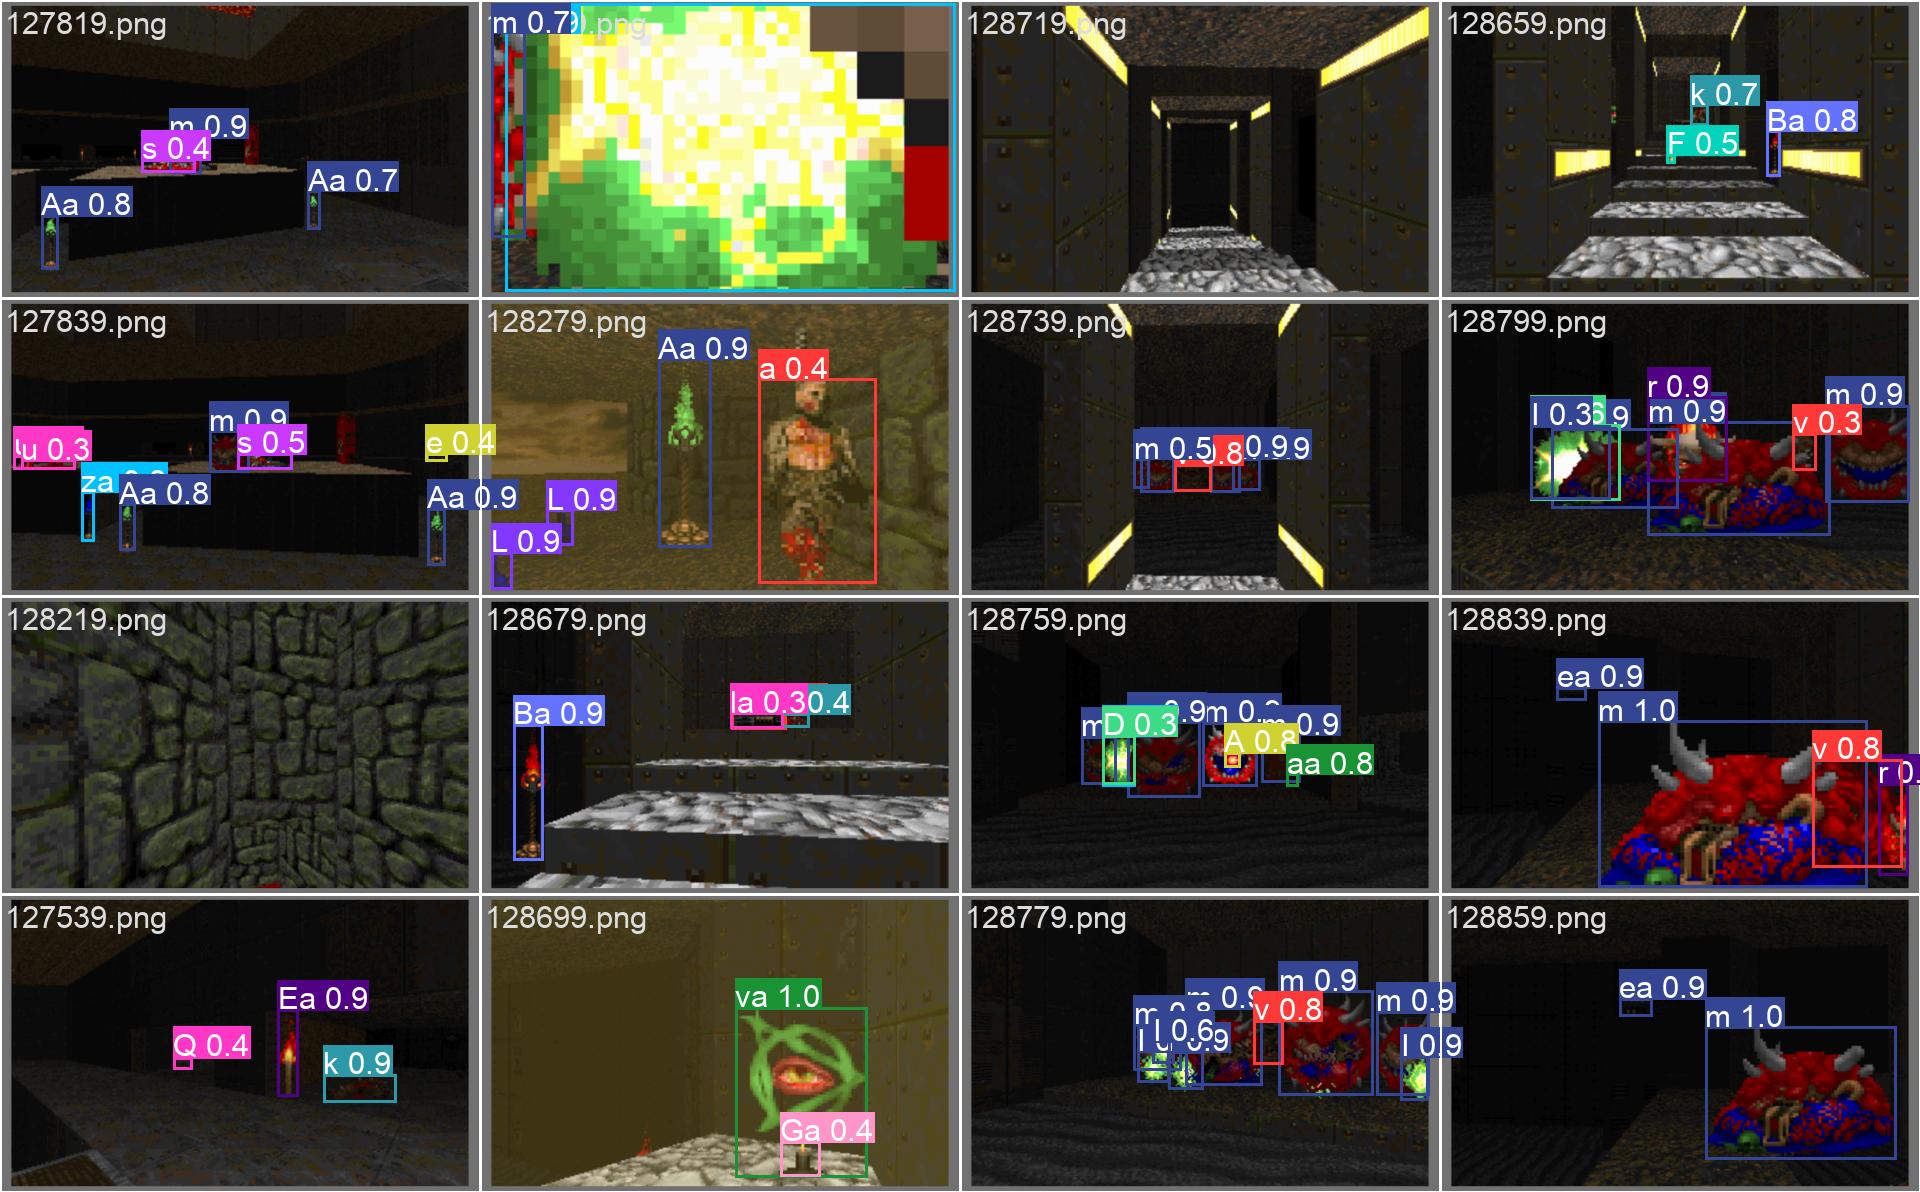 127819.png
m 0.9
s 0.4
Aa 0.7
Aa 0.8
m 0.7
128719.png
128659.png
k 0.7
Ba 0.8
F 0.5
127839.png
m 0.9
s 0.5
u 0.3
e 0.4
za
Aa 0.8
Aa 0.9
128279.png
Aa 0.9
a 0.4
L 0.9
L 0.9
128739.png
m 0.5
0.9
128799.png
r 0.9
m 0.9
l 0.3
m 0.9
v 0.3
128219.png
128679.png
Ba 0.9
la 0.3
0.4
128759.png
D 0.3
A 0.8
aa 0.8
128839.png
ea 0.9
m 1.0
v 0.8
127539.png
Ea 0.9
Q 0.4
k 0.9
128699.png
va 1.0
Ga 0.4
128779.png
m 0.9
m 0.9
m 0.9
v 0.8
l 0.6
l 0.9
128859.png
ea 0.9
m 1.0